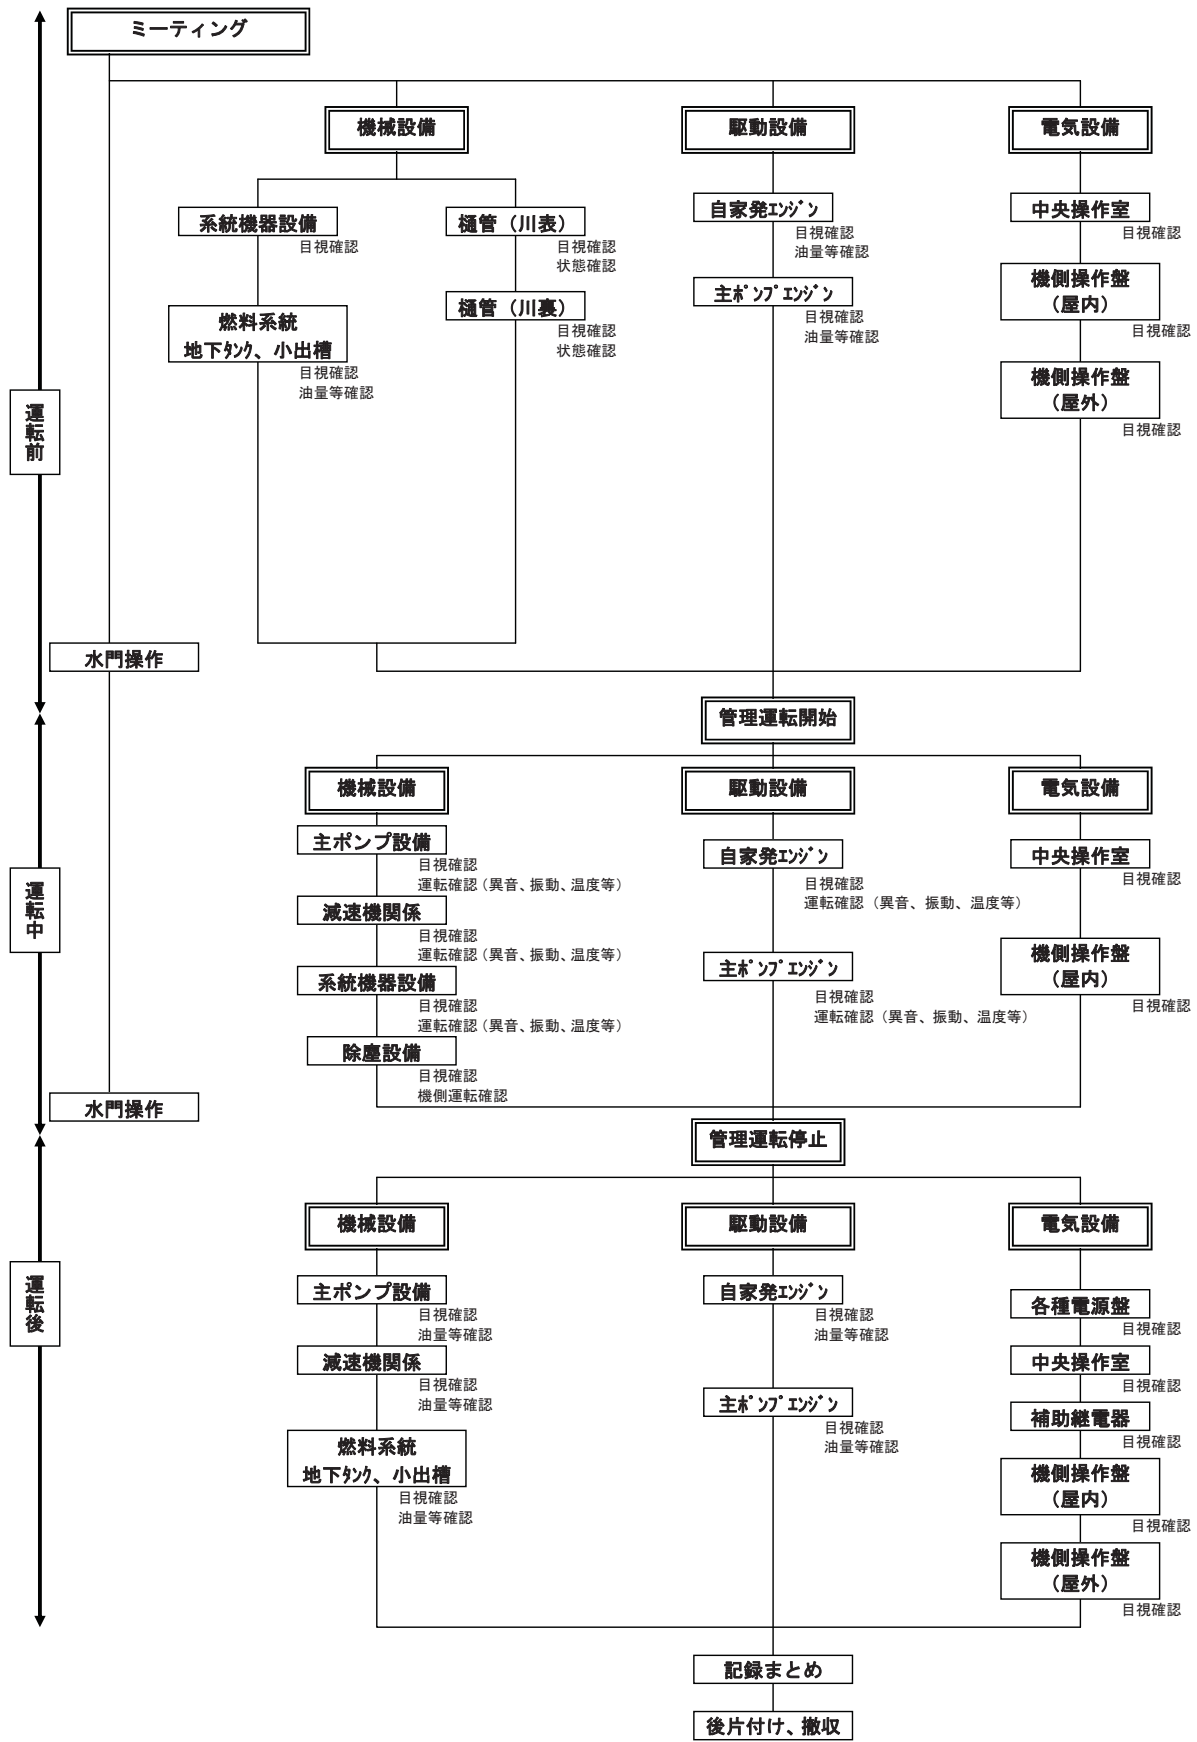 ミーティング
機械設備
駆動設備
電気設備
系統機器設備
目視確認
燃料系統
地下ﾀﾝｸ、小出槽
目視確認
油量等確認
樋管（川表）
目視確認
状態確認
樋管（川裏）
目視確認
状態確認
自家発ｴﾝｼﾞﾝ
目視確認
油量等確認
主ﾎﾟﾝﾌﾟｴﾝｼﾞﾝ
目視確認
油量等確認
中央操作室
目視確認
機側操作盤
（屋内）
目視確認
機側操作盤
（屋外）
目視確認
運転前
水門操作
管理運転開始
機械設備
駆動設備
電気設備
主ポンプ設備
目視確認
運転確認（異音、振動、温度等）
減速機関係
目視確認
運転確認（異音、振動、温度等）
系統機器設備
目視確認
運転確認（異音、振動、温度等）
除塵設備
目視確認
機側運転確認
自家発ｴﾝｼﾞﾝ
目視確認
運転確認（異音、振動、温度等）
主ﾎﾟﾝﾌﾟｴﾝｼﾞﾝ
目視確認
運転確認（異音、振動、温度等）
中央操作室
目視確認
機側操作盤
（屋内）
目視確認
運転中
水門操作
管理運転停止
機械設備
駆動設備
電気設備
主ポンプ設備
目視確認
油量等確認
減速機関係
目視確認
油量等確認
燃料系統
地下ﾀﾝｸ、小出槽
目視確認
油量等確認
自家発ｴﾝｼﾞﾝ
目視確認
油量等確認
主ﾎﾟﾝﾌﾟｴﾝｼﾞﾝ
目視確認
油量等確認
各種電源盤
目視確認
中央操作室
目視確認
補助継電器
目視確認
機側操作盤
（屋内）
目視確認
機側操作盤
（屋外）
目視確認
運転後
記録まとめ
後片付け、撤収